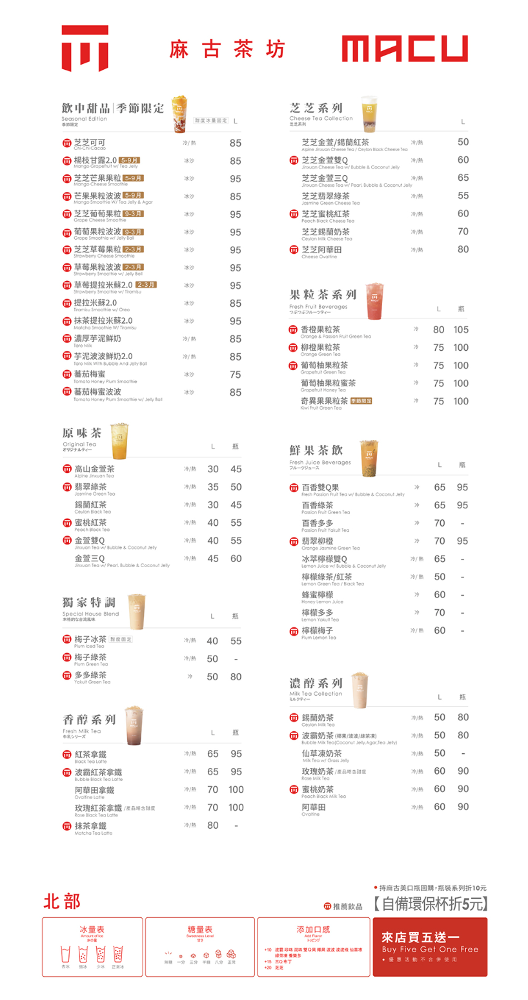 麻古茶坊
MACU
飲中甜品|季節限定
Seasonal Edition
季節限定
甜度冰量固定 L
芝芝可可 冷/熱 85
Chi-Chi Cacao
楊枝甘露2.0 5-9月 冰沙 85
Mango Grapefruit w/ Tea Jelly
芝芝芒果果粒 5-9月 冰沙 95
Mango Cheese Smoothie
芒果果粒波波 5-9月 冰沙 85
Mango Smoothie W/ Tea Jelly & Agar
芝芝葡萄果粒 9-3月 冰沙 95
Grape Cheese Smoothie
葡萄果粒波波 9-3月 冰沙 95
Grape Smoothie w/ Jelly Ball
芝芝草莓果粒 2-3月 冰沙 95
Strawberry Cheese Smoothie
草莓果粒波波 2-3月 冰沙 95
Strawberry Smoothie w/ Jelly Ball
草莓提拉米蘇2.0 2-3月 冰沙 95
Strawberry Smoothie w/ Tiramisu
提拉米蘇2.0 冰沙 85
Tiramisu Smoothie w/ Oreo
抹茶提拉米蘇2.0 冰沙 95
Matcha Smoothie W/ Tiramisu
濃厚芋泥鮮奶 冷/熱 85
Taro Milk
芋泥波波鮮奶2.0 冷/熱 85
Taro Milk With Bubble And Jelly Ball
蕃茄梅蜜 冰沙 75
Tomato Honey Plum Smoothie
蕃茄梅蜜波波 冰沙 85
Tomato Honey Plum Smoothie w/ Jelly Ball
原味茶
Original Tea
オリジナルティー
L 瓶
高山金萱茶 冷/熱 30 45
Alpine Jinxuan Tea
翡翠綠茶 冷/熱 35 50
Jasmine Green Tea
錫蘭紅茶 冷/熱 30 45
Ceylon Black Tea
蜜桃紅茶 冷/熱 40 55
Peach Black Tea
金萱雙Q 冷/熱 40 55
Jinxuan Tea w/ Bubble & Coconut Jelly
金萱三Q 冷/熱 45 60
Jinxuan Tea w/ Pearl, Bubble & Coconut Jelly
獨家特調
Special House Blend
本格的な台湾風味
L 瓶
梅子冰茶 甜度固定 冷/熱 40 55
Plum Iced Tea
梅子綠茶 冷/熱 50 -
Plum Green Tea
多多綠茶 冷 50 80
Yakult Green Tea
香醇系列
Fresh Milk Tea
牛乳シリーズ
L 瓶
紅茶拿鐵 冷/熱 65 95
Black Tea Latte
波霸紅茶拿鐵 冷/熱 65 95
Bubble Black Tea Latte
阿華田拿鐵 冷/熱 70 100
Ovaltine Latte
玫瑰紅茶拿鐵 /產品略含甜度 冷/熱 70 100
Rose Black Tea Latte
抹茶拿鐵 冷/熱 80 -
Matcha Tea Latte
芝芝系列
Cheese Tea Collection
芝芝系列
L
芝芝金萱/錫蘭紅茶 冷/熱 50
Alpine Jinxuan Cheese Tea / Ceylon Black Cheese Tea
芝芝金萱雙Q 冷/熱 60
Jinxuan Cheese Tea w/ Bubble & Coconut Jelly
芝芝金萱三Q 冷/熱 65
Jinxuan Cheese Tea w/ Pearl, Bubble & Coconut Jelly
芝芝翡翠綠茶 冷/熱 55
Jasmine Green Cheese Tea
芝芝蜜桃紅茶 冷/熱 60
Peach Black Cheese Tea
芝芝錫蘭奶茶 冷/熱 70
Ceylon Milk Cheese Tea
芝芝阿華田 冷/熱 80
Cheese Ovaltine
果粒茶系列
Fresh Fruit Beverages
つぶつぶフルーツティー
L 瓶
香橙果粒茶 冷 80 105
Orange & Passion Fruit Green Tea
柳橙果粒茶 冷 75 100
Orange Green Tea
葡萄柚果粒茶 冷 75 100
Grapefruit Green Tea
葡萄柚果粒蜜茶 冷 75 100
Grapefruit Honey Tea
奇異果果粒茶 季節限定 冷 75 100
Kiwi Fruit Green Tea
鮮果茶飲
Fresh Juice Beverages
フルーツジュース
L 瓶
百香雙Q果 冷 65 95
Fresh Passion Fruit Tea w/ Bubble & Coconut Jelly
百香綠茶 冷 65 95
Passion Fruit Green Tea
百香多多 冷 70 -
Passion Fruit Yakult Tea
翡翠柳橙 冷 70 95
Orange Jasmine Green Tea
冰萃檸檬雙Q 冷/熱 65 -
Lemon Juice w/ Bubble & Coconut Jelly
檸檬綠茶/紅茶 冷/熱 50 -
Lemon Green Tea / Black Tea
蜂蜜檸檬 冷 60 -
Honey Lemon Juice
檸檬多多 冷 70 -
Lemon Yakult Tea
檸檬梅子 冷/熱 60 -
Plum Lemon Tea
濃醇系列
Milk Tea Collection
ミルクティー
L 瓶
錫蘭奶茶 冷/熱 50 80
Ceylon Milk Tea
波霸奶茶 (椰果/波波/綠茶凍) 冷/熱 50 80
Bubble Milk Tea(Coconut Jelly,Agar,Tea Jelly)
仙草凍奶茶 冷/熱 50 -
Milk Tea w/ Grass Jelly
玫瑰奶茶 /產品略含甜度 冷/熱 60 90
Rose Milk Tea
蜜桃奶茶 冷/熱 60 90
Peach Black Milk Tea
阿華田 冷/熱 60 90
Ovaltine
北部
推薦飲品
• 持麻古美口瓶回購,瓶裝系列折10元
【自備環保杯折5元】
冰量表
Amount of Ice
氷の量
去冰 微冰 少冰 正常冰
糖量表
Sweetness Level
甘さ
無糖 一分 三分 半糖 八分 正常
添加口感
Add Flavor
トッピング
+10 波霸 珍珠 混珠 雙Q果 椰果 波波 波波椿 仙草凍
綠茶凍 養樂多
+15 三Q 布丁
+20 芝芝
來店買五送一
Buy Five Get One Free
• 優惠活動不合併使用